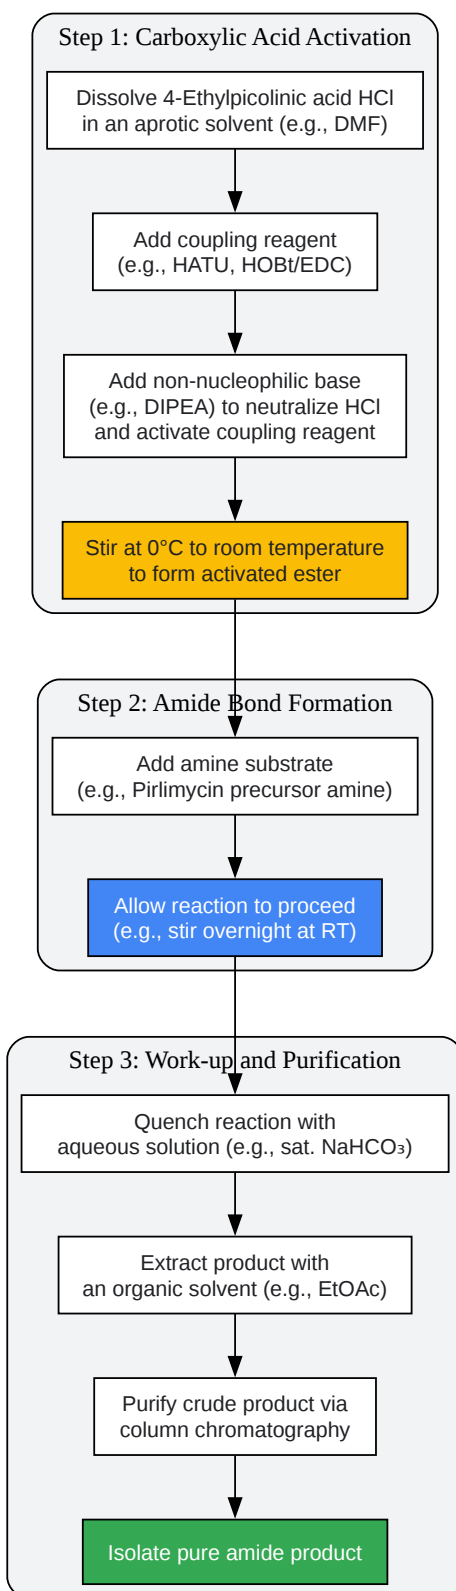 Step 1: Carboxylic Acid Activation
Dissolve 4-Ethylpicolinic acid HCl
in an aprotic solvent (e.g., DMF)
Add coupling reagent
(e.g., HATU, HOBt/EDC)
Add non-nucleophilic base
(e.g., DIPEA) to neutralize HCl
and activate coupling reagent
Stir at 0°C to room temperature
to form activated ester
Step 2: Amide Bond Formation
Add amine substrate
(e.g., Pirlimycin precursor amine)
Allow reaction to proceed
(e.g., stir overnight at RT)
Step 3: Work-up and Purification
Quench reaction with
aqueous solution (e.g., sat. NaHCO₃)
Extract product with
an organic solvent (e.g., EtOAc)
Purify crude product via
column chromatography
Isolate pure amide product